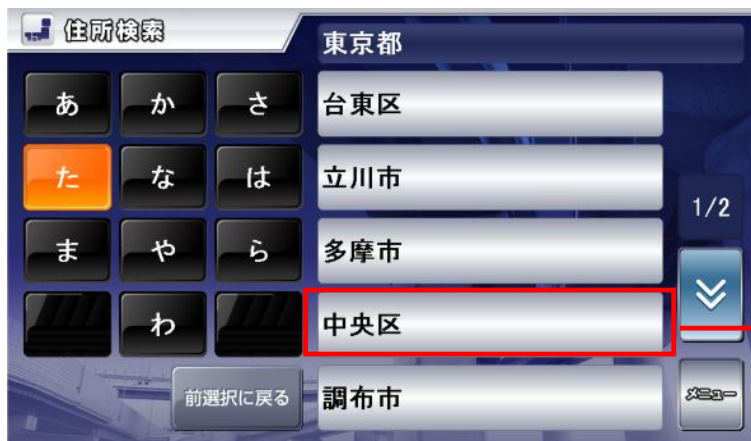 住所検索
東京都
あ か さ
た な は
ま や ら
わ
前選択に戻る
台東区
立川市
多摩市
中央区
調布市
1/2
メニュー